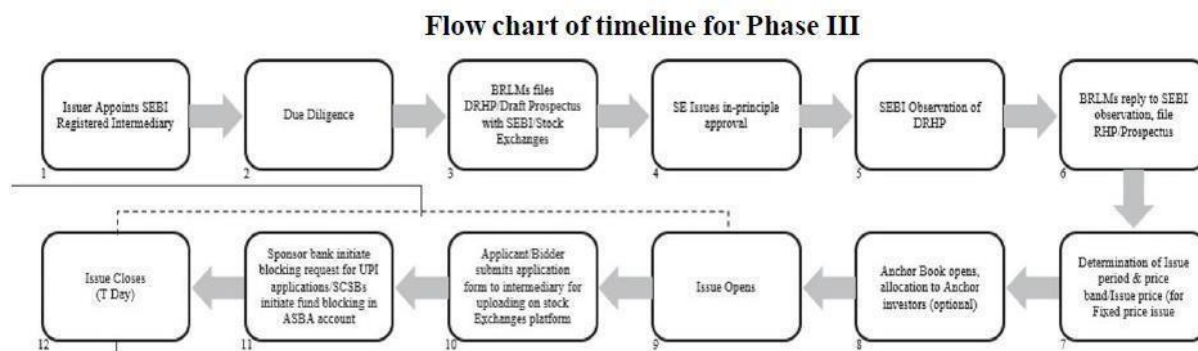 Flow chart of timeline for Phase III
Issuer Appoints SEBI
Registered Intermediary
1
Due Diligence
2
BRLMs files
DRHP/Draft Prospectus
with SEBI/Stock
Exchanges
3
SE Issues in-principle
approval
4
SEBI Observation of
DRHP
5
BRLMs reply to SEBI
observation, file
RHP/Prospectus
6
Determination of Issue
period & price
band/Issue price (for
Fixed price issue
7
Anchor Book opens,
allocation to Anchor
investors (optional)
8
Issue Opens
9
Applicant/Bidder
submits application
form to intermediary for
uploading on stock
Exchanges platform
10
Sponsor bank initiate
blocking request for UPI
applications/SCSBs
initiate fund blocking in
ASBA account
11
Issue Closes
(T Day)
12